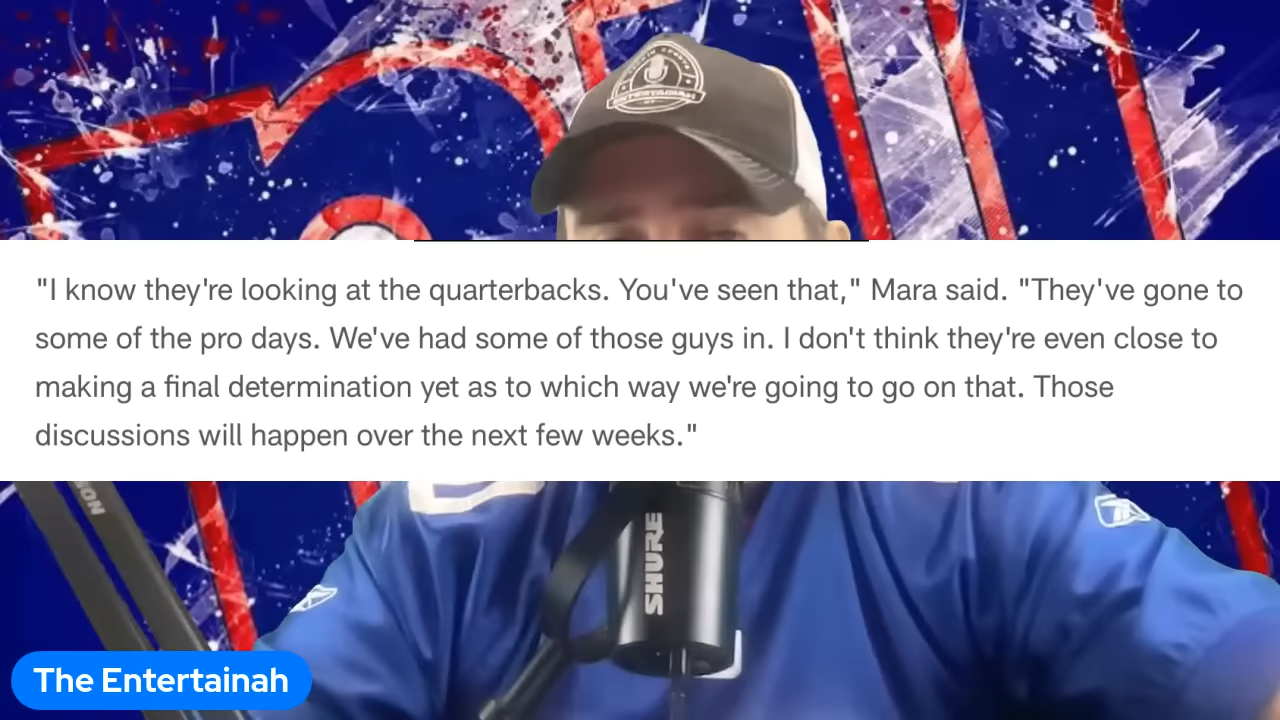 ENTERTAINAH
"I know they're looking at the quarterbacks. You've seen that," Mara said. "They've gone to
some of the pro days. We've had some of those guys in. I don't think they're even close to
making a final determination yet as to which way we're going to go on that. Those
discussions will happen over the next few weeks."
SHURE
The Entertainah